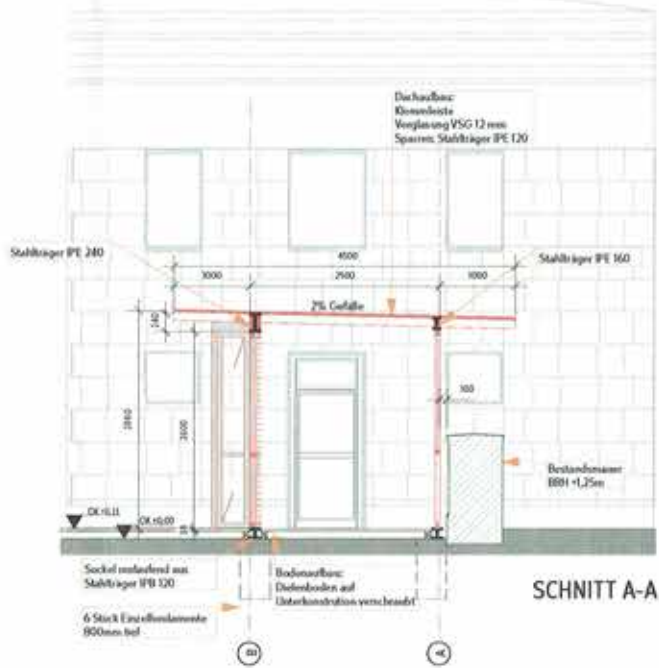 Dachaufbau:
Klemmleiste
Verglasung VSG 12 mm
Sparren, Stahlträger IPE 120
Stahlträger IPE 240
4500
Stahlträger IPE 160
1000
2500
1000
2% Gefälle
240
2600
100
Bestandsmauer
BRH +1,25m
OK ±0,00
Sockel umlaufend aus
Stahlträger IPB 120
Bodenaufbau:
Dielenboden auf
Unterkonstrution verschraubt
SCHNITT A-A
6 Stück Einzelfundamente
800mm tief
B
A